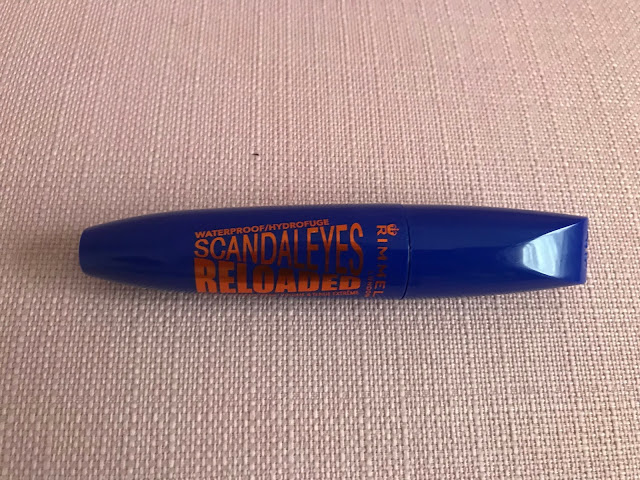 WATERPROOF/HYDROFUGE
SCANDALEYES
RELOADED
RIMMEL